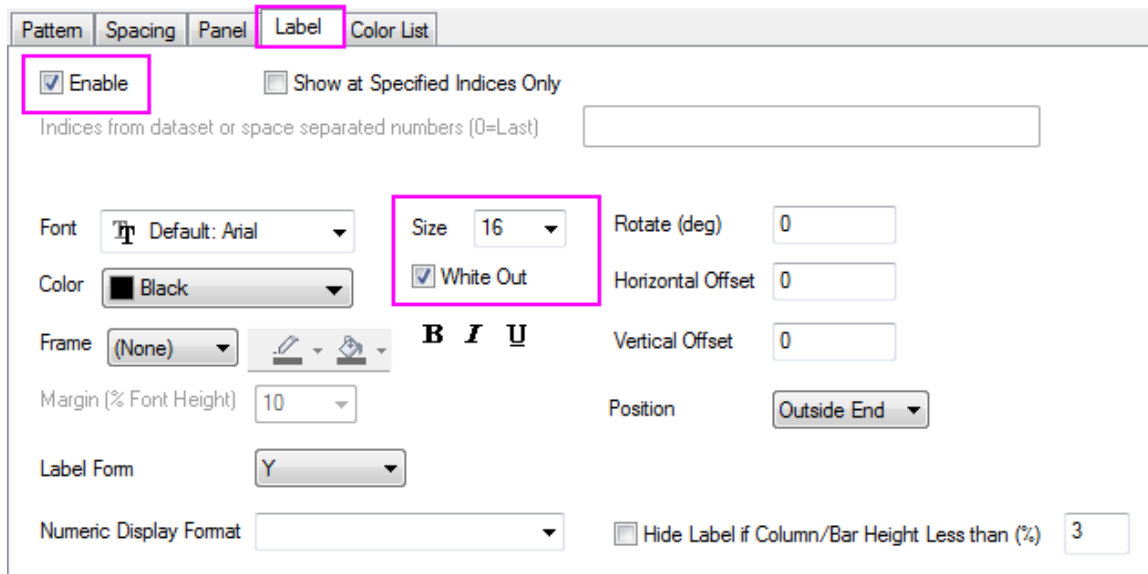 Pattern Spacing Panel Label Color List
Enable Show at Specified Indices Only
Indices from dataset or space separated numbers (0=Last)
Font Default: Arial Size 16 Rotate (deg) 0
Color Black White Out Horizontal Offset 0
Frame (None) B I U Vertical Offset 0
Margin (% Font Height) 10 Position Outside End
Label Form Y
Numeric Display Format Hide Label if Column/Bar Height Less than (%) 3